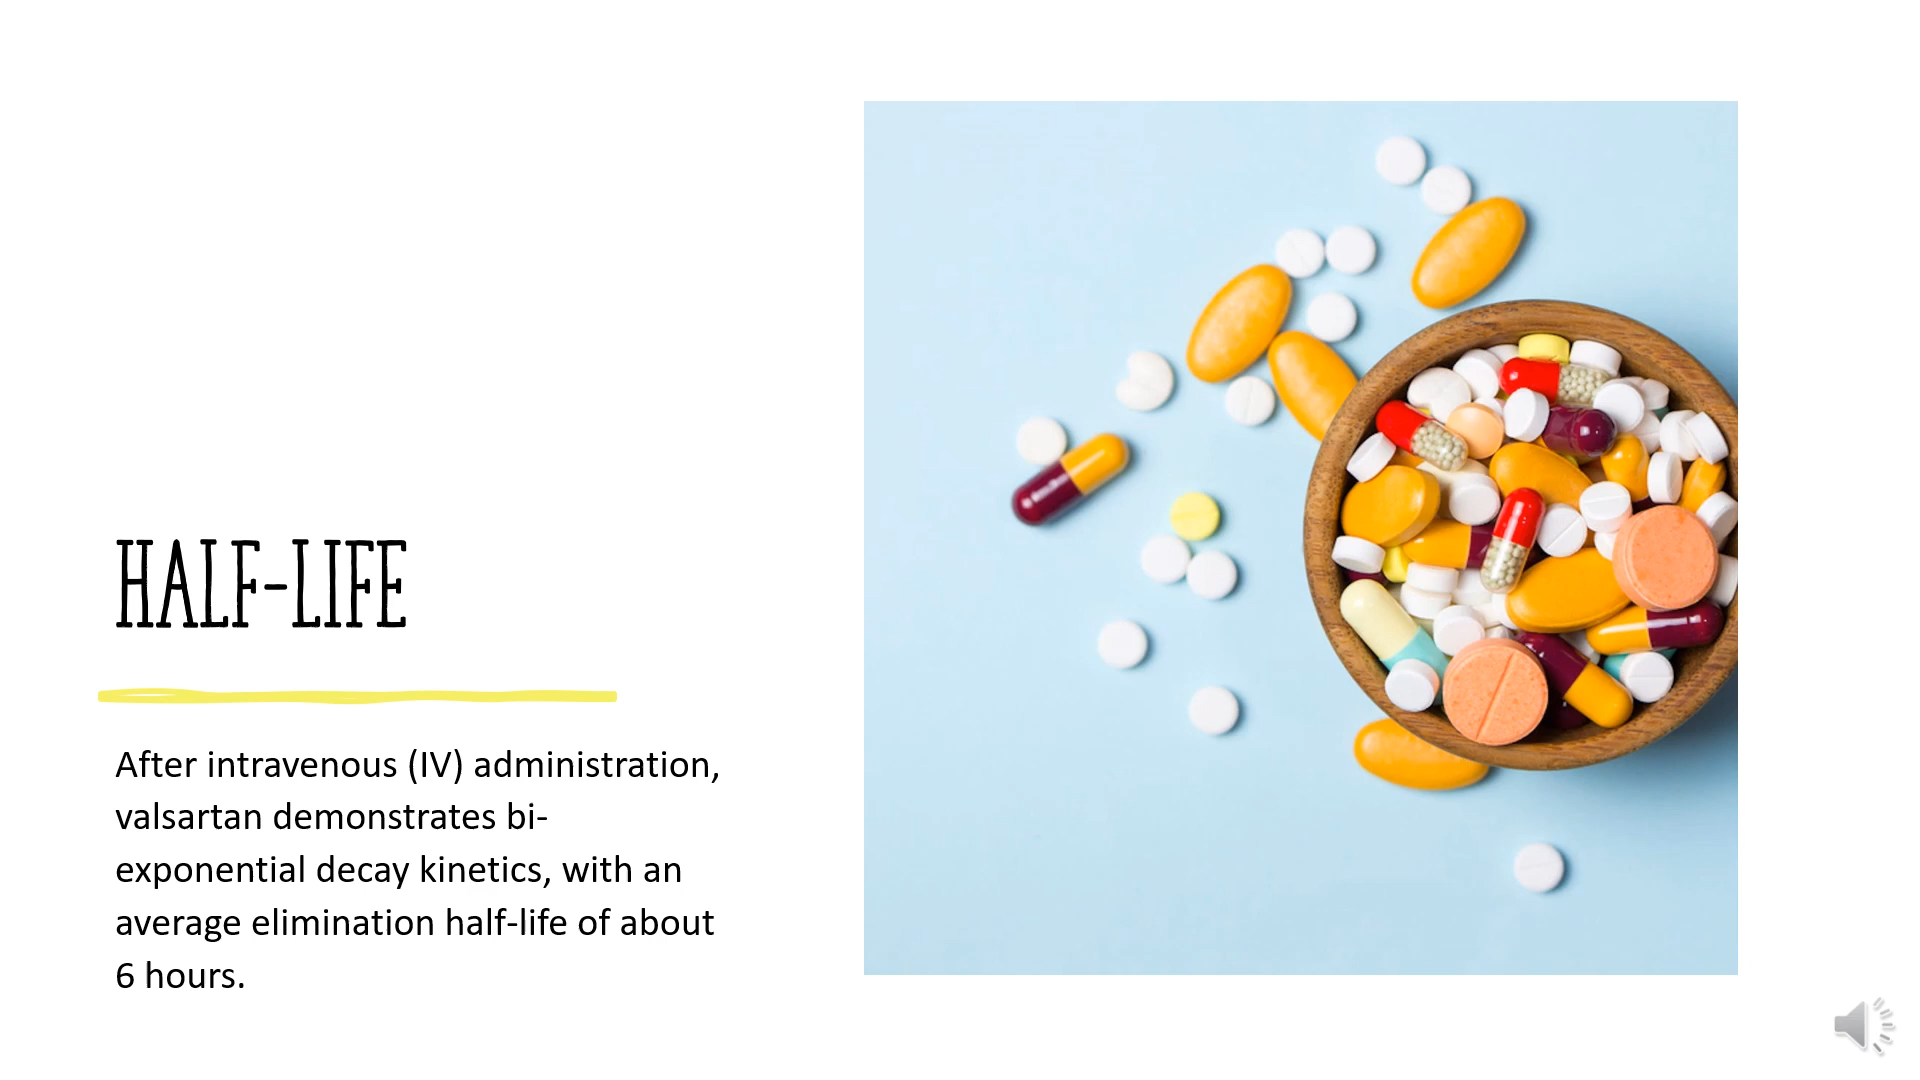 HALF-LIFE
After intravenous (IV) administration,
valsartan demonstrates bi-
exponential decay kinetics, with an
average elimination half-life of about
6 hours.